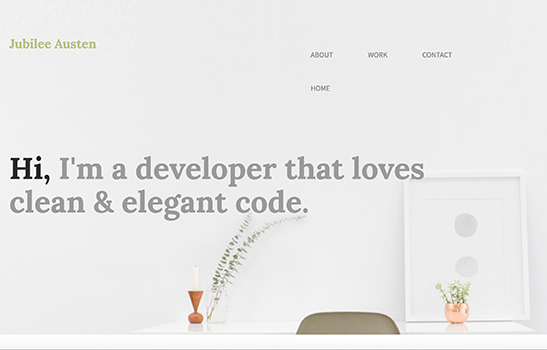 Jubilee Austen
ABOUT WORK CONTACT
HOME
Hi, I'm a developer that loves
clean & elegant code.